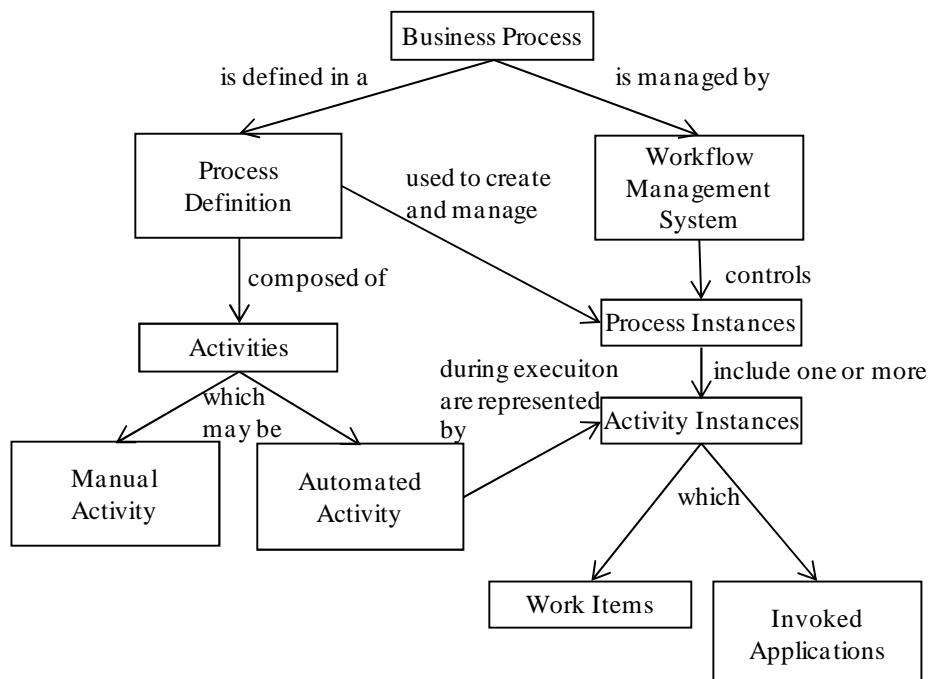 Business Process
is defined in a
is managed by
Process
Definition
used to create
and manage
Workflow
Management
System
composed of
controls
Process Instances
Activities
during execuiton
are represented
by
include one or more
Activity Instances
which
may be
Manual
Activity
Automated
Activity
which
Work Items
Invoked
Applications